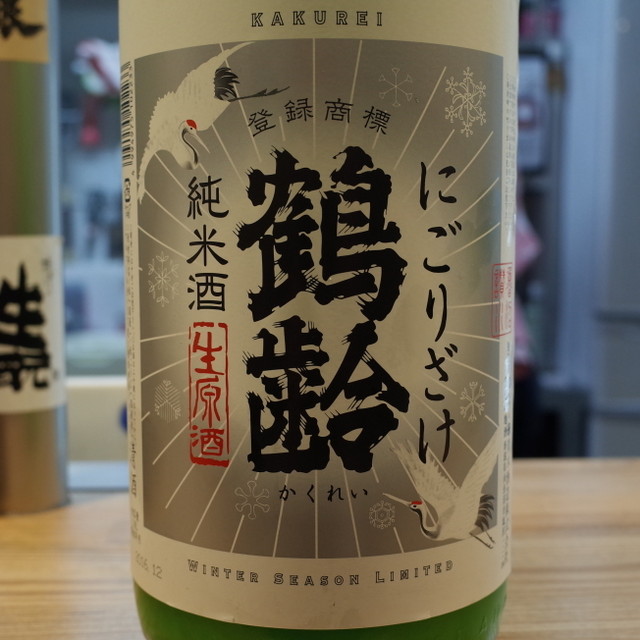 KAKUREI
登録商標
にごりざけ
鶴齢
かくれい
純米酒
生原酒
WINTER SEASON LIMITED